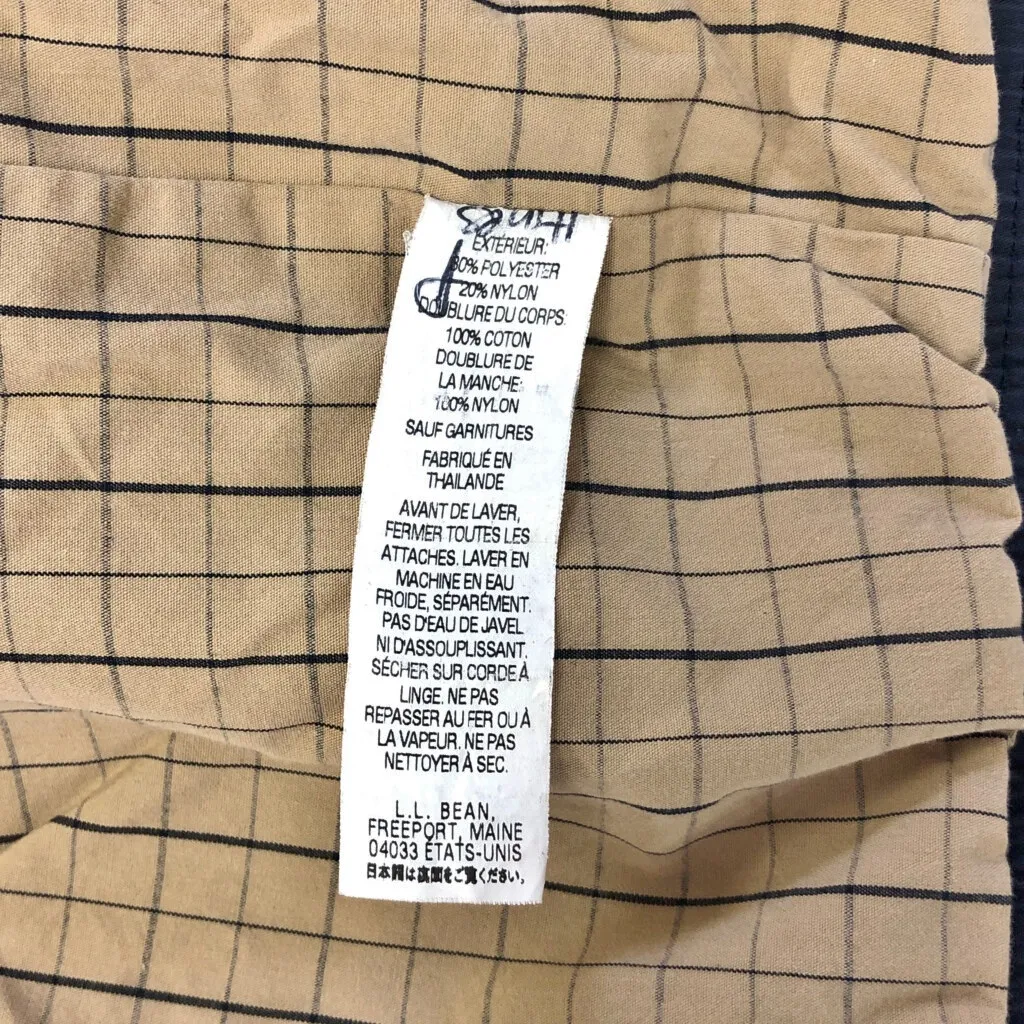 EXTÉRIEUR:
80% POLYESTER
20% NYLON
DOUBLURE DU CORPS:
100% COTON
DOUBLURE DE
LA MANCHE:
100% NYLON
SAUF GARNITURES
FABRIQUÉ EN
THAILANDE
AVANT DE LAVER,
FERMER TOUTES LES
ATTACHES. LAVER EN
MACHINE EN EAU
FROIDE, SÉPARÉMENT.
PAS D'EAU DE JAVEL
NI D'ASSOUPLISSANT.
SÉCHER SUR CORDE À
LINGE. NE PAS
REPASSER AU FER OU À
LA VAPEUR. NE PAS
NETTOYER À SEC.
L.L. BEAN,
FREEPORT, MAINE
04033 ÉTATS-UNIS
日本語は裏面をご覧ください。